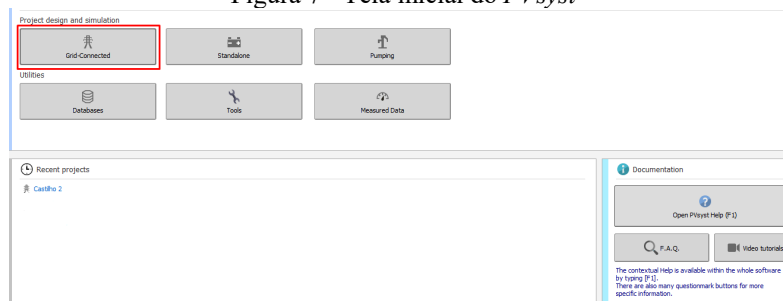 Figura 7 - Tela inicial do PVsyst
Project design and simulation
Grid-Connected
Standalone
Pumping
Utilities
Databases
Tools
Measured Data
Recent projects
Castilho 2
Documentation
Open PVsyst Help (F1)
F.A.Q.
Video tutorials
The contextual Help is available within the whole software
by typing [F1].
There are also many questionmark buttons for more
specific information.